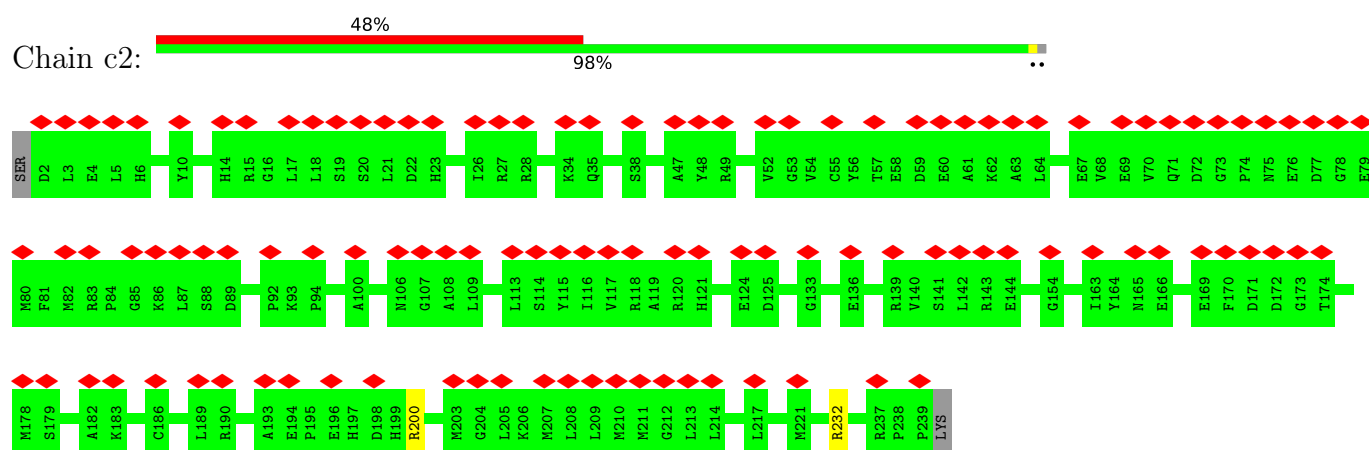 48%
Chain c2:
98%
..
SER D2 L3 E4 L5 H6 Y10 H14 R15 G16 L17 L18 S19 S20 L21 D22 H23 I26 R27 R28 K34 Q35 S38 A47 Y48 R49 V52 G53 V54 C55 Y56 T57 E58 D59 E60 A61 K62 A63 L64 E67 V68 E69 V70 Q71 D72 G73 P74 N75 E76 D77 G78 E79
M80 F81 M82 R83 P84 G85 K86 L87 S88 D89 P92 K93 P94 A100 N106 G107 A108 L109 L113 S114 Y115 I116 V117 R118 A119 R120 H121 E124 D125 G133 E136 R139 V140 S141 L142 R143 E144 G154 I163 Y164 N165 E166 E169 F170 D171 D172 G173 T174
M178 S179 A182 K183 C186 L189 R190 A193 E194 P195 E196 H197 D198 H199 R200 M203 G204 L205 K206 M207 L208 L209 M210 M211 G212 L213 L214 L217 M221 R232 R237 P238 P239 LYS